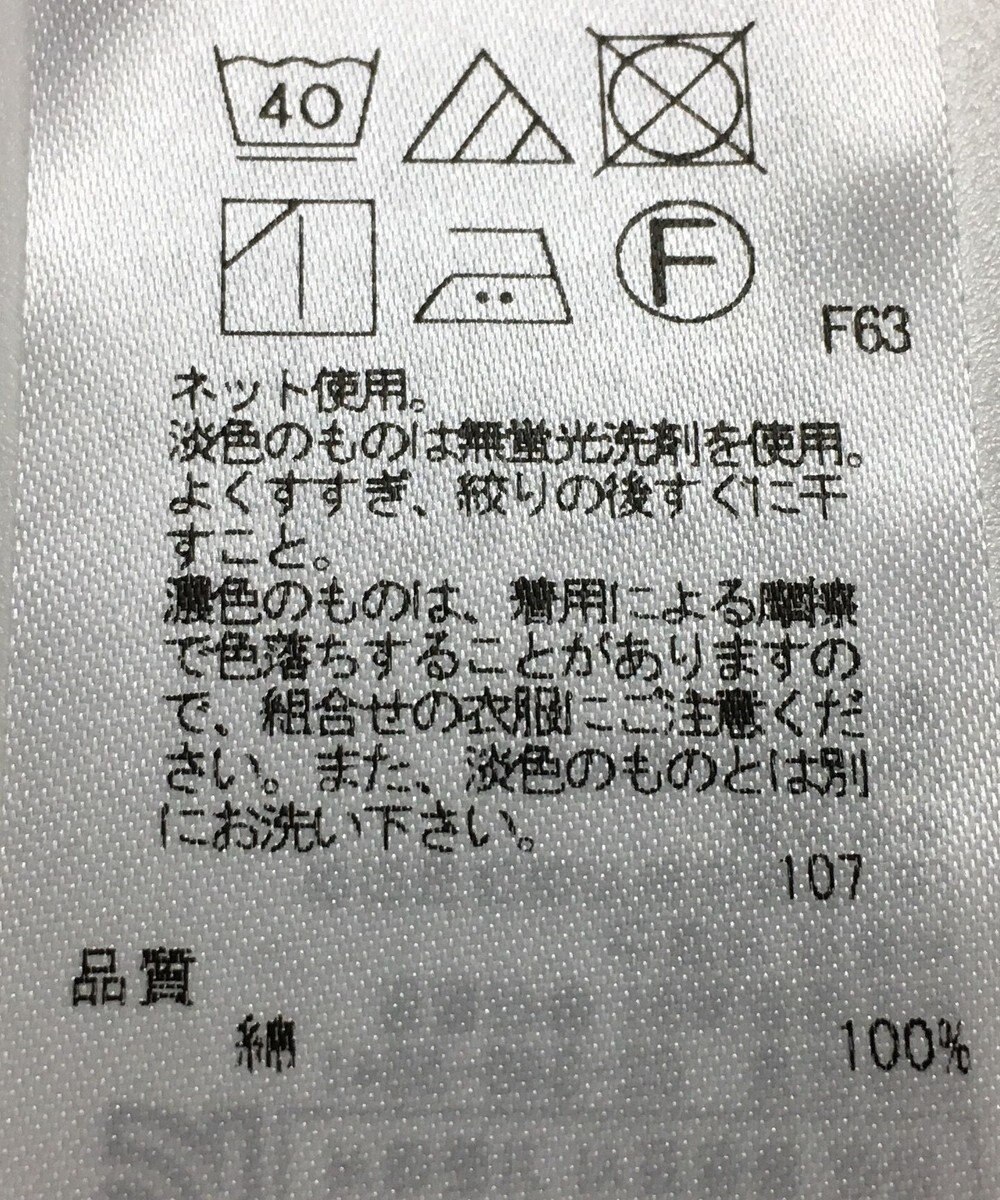 40
F
F63
ネット使用。
淡色のものは無蛍光洗剤を使用。
よくすすぎ、絞りの後すぐに干
すこと。
濃色のものは、着用による摩擦
で色落ちすることがありますの
で、組合せの衣服にご注意くだ
さい。また、淡色のものとは別
にお洗い下さい。
107
品質
綿 100%